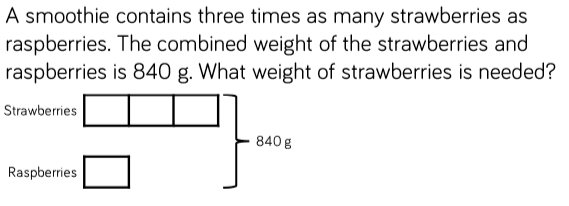 A smoothie contains three times as many strawberries as
raspberries. The combined weight of the strawberries and
raspberries is 840 g. What weight of strawberries is needed?
Strawberries
840 g
Raspberries